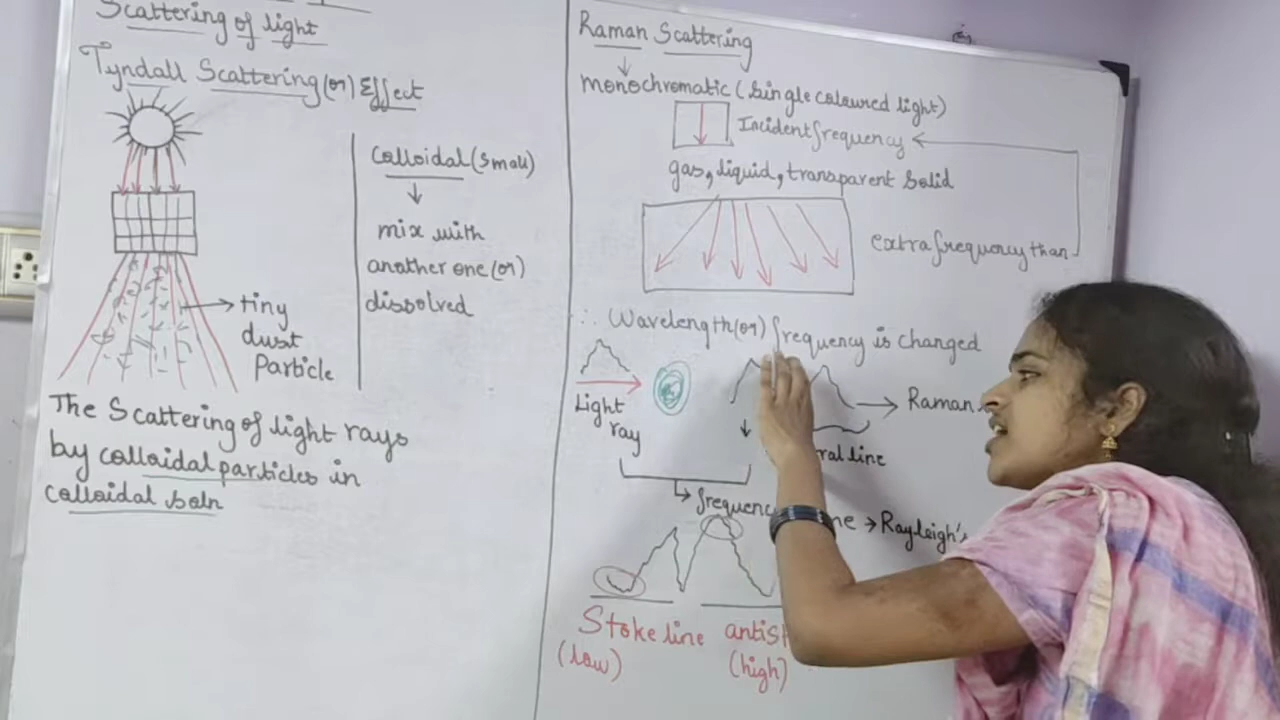 Scattering of light
Tyndall Scattering (or) Effect
Colloidal (Small)
mix with
another one (or)
dissolved
tiny
dust
Particle
The Scattering of light rays
by colloidal particles in
colloidal soln
Raman Scattering
monochromatic (Single coloured light)
Incident frequency
gas, liquid, transparent Solid
extra frequency than
∴ Wavelength (or) frequency is changed
Light
ray
Raman
line
Rayleigh's
Stoke line
(low)
(high)